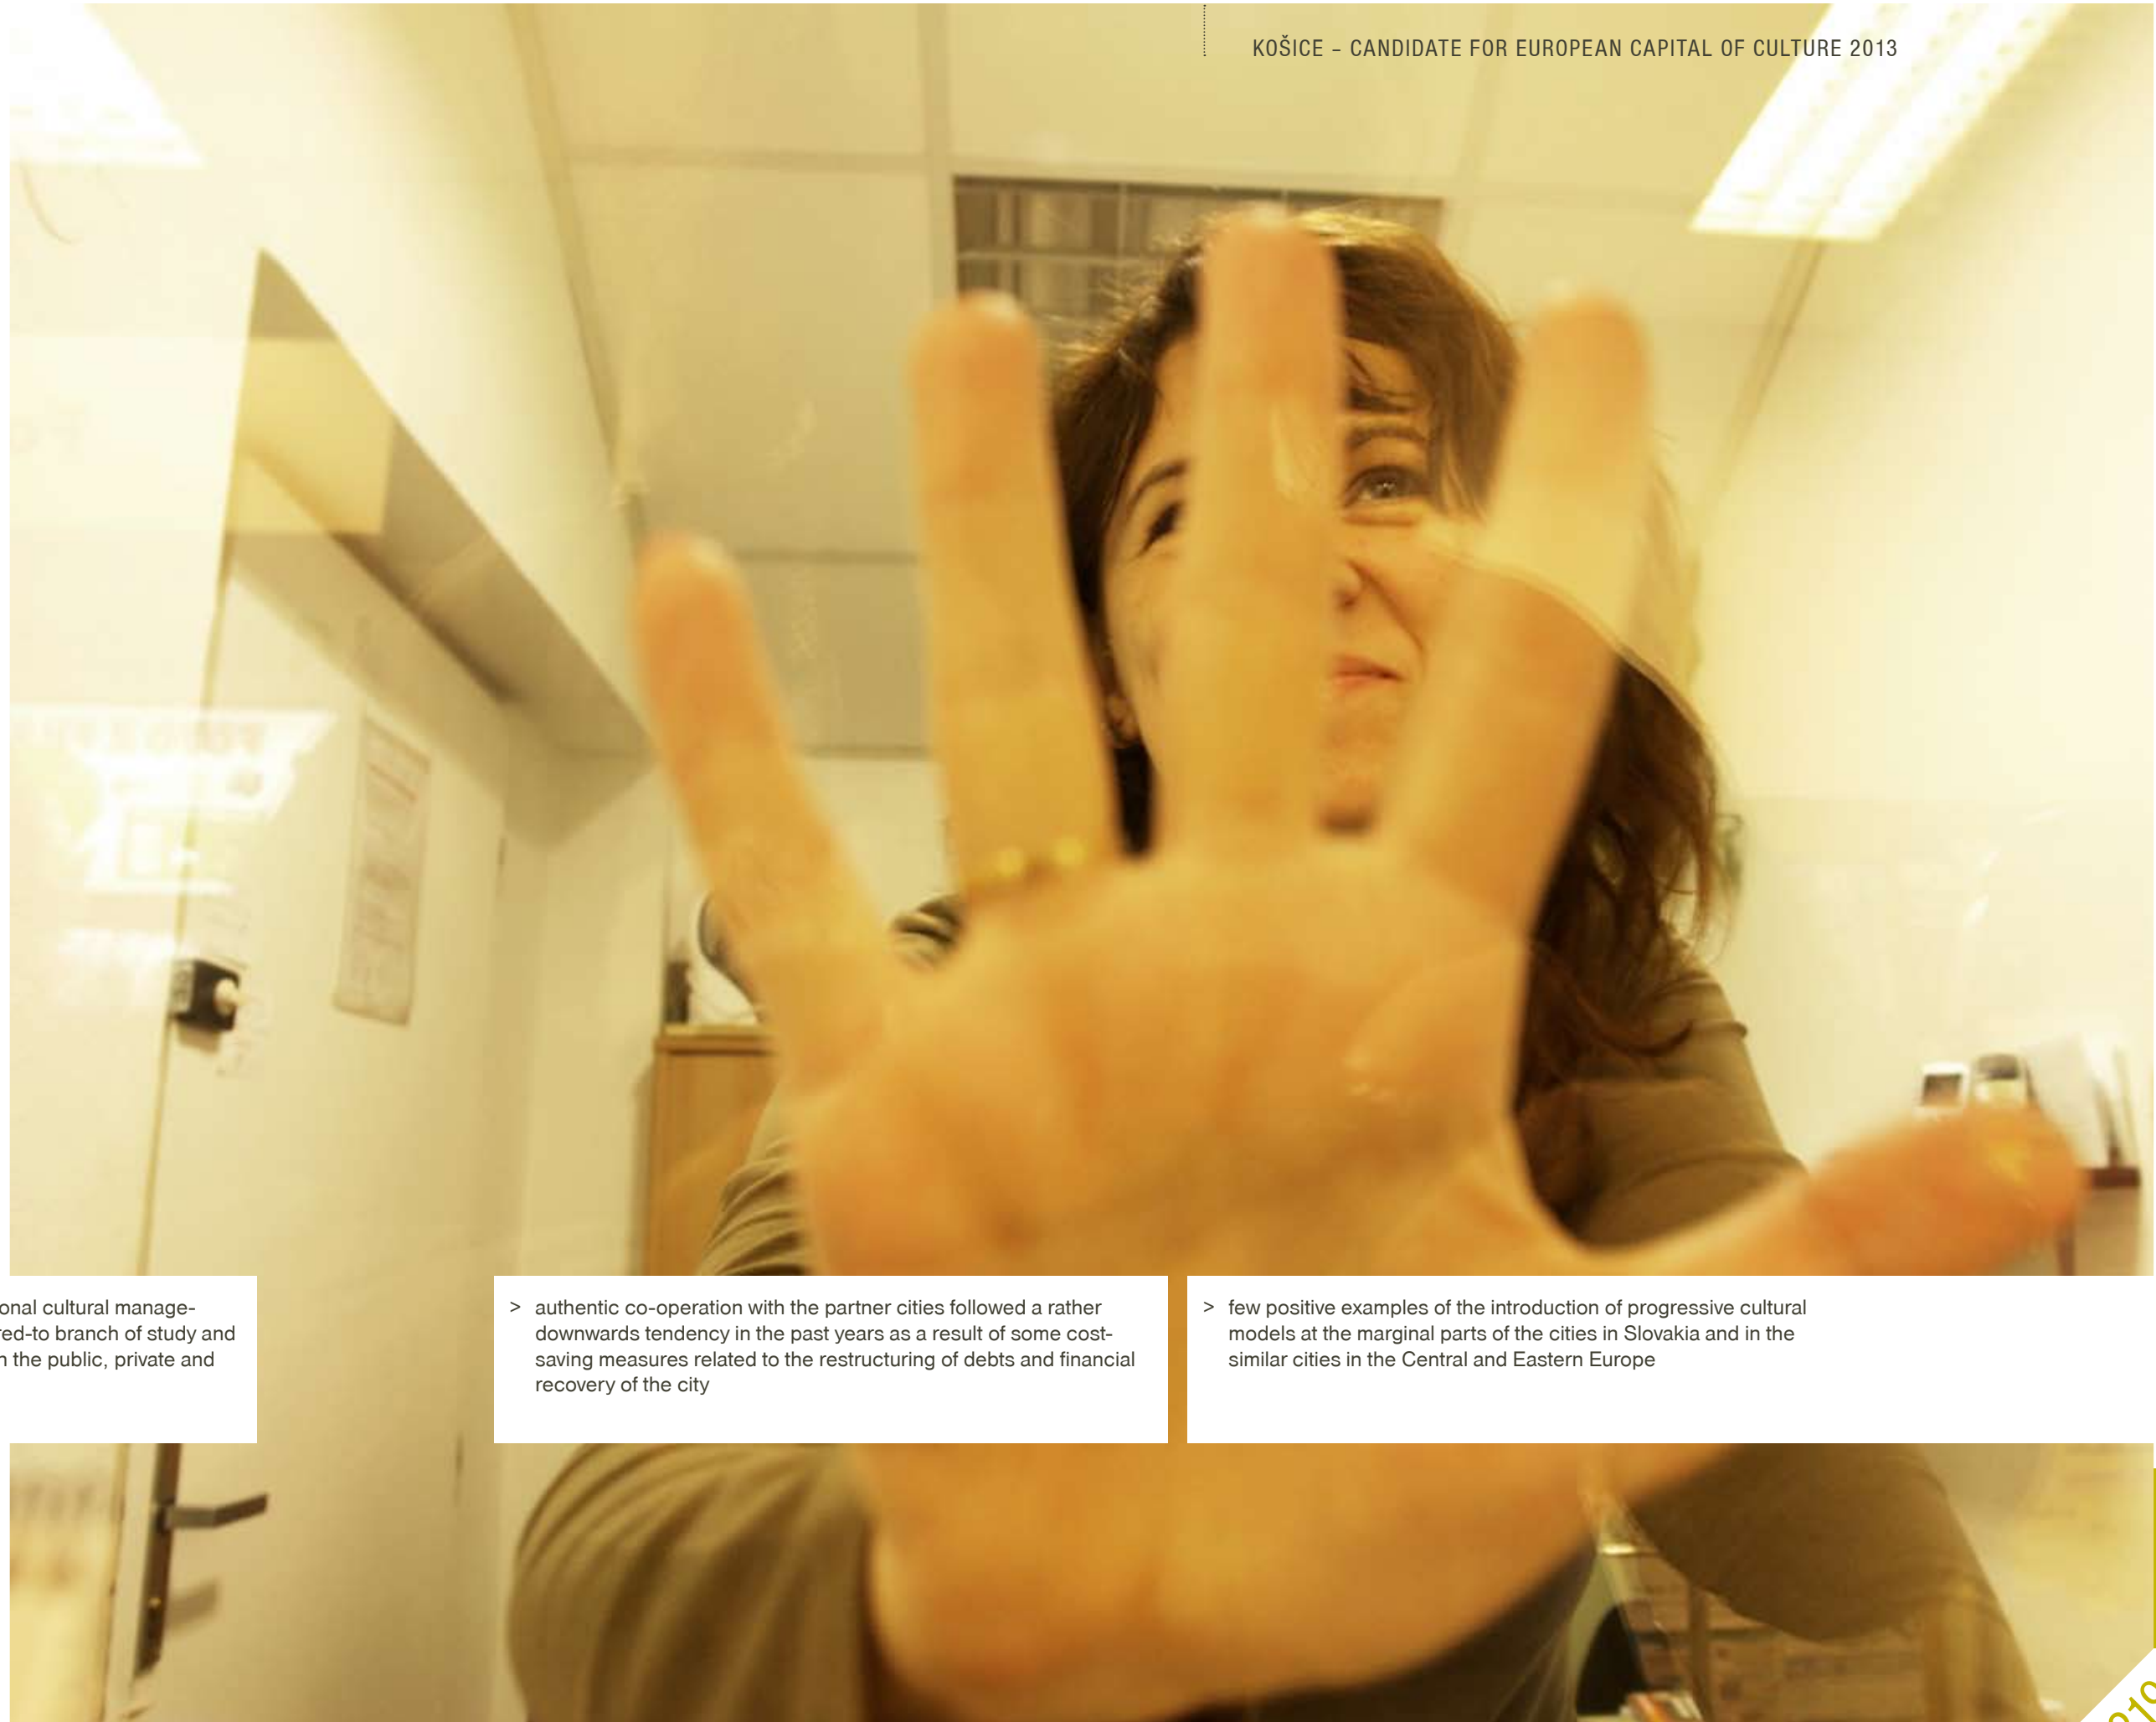 KOŠICE – CANDIDATE FOR EUROPEAN CAPITAL OF CULTURE 2013
onal cultural manage-
red-to branch of study and
n the public, private and
> authentic co-operation with the partner cities followed a rather
downwards tendency in the past years as a result of some cost-
saving measures related to the restructuring of debts and financial
recovery of the city
> few positive examples of the introduction of progressive cultural
models at the marginal parts of the cities in Slovakia and in the
similar cities in the Central and Eastern Europe